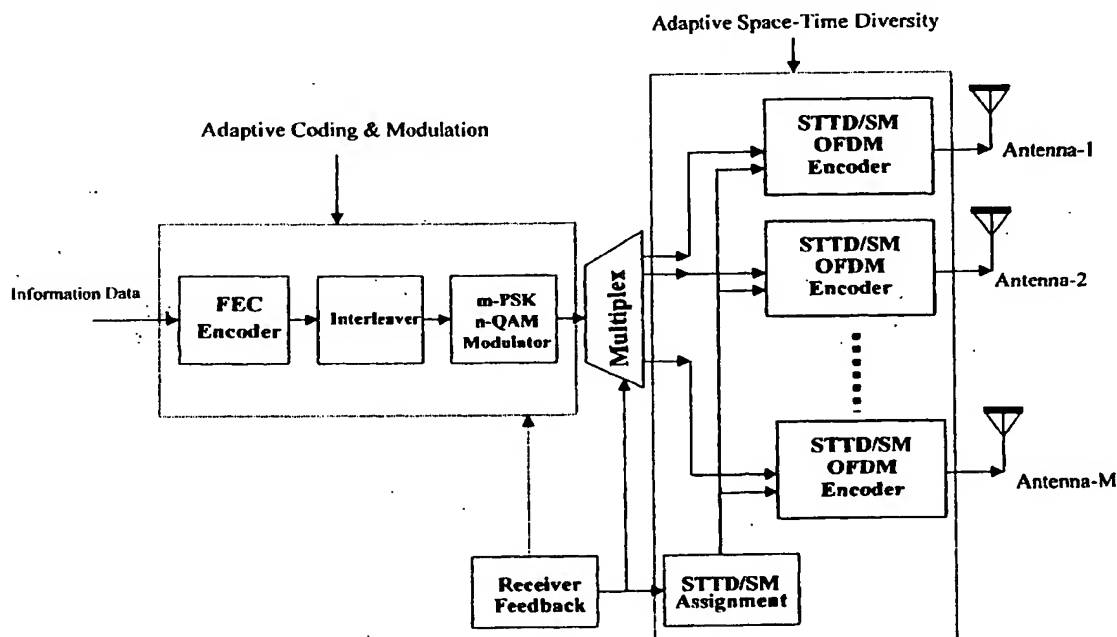 Adaptive Space-Time Diversity
Adaptive Coding & Modulation
STTD/SM
OFDM
Encoder
Antenna-1
STTD/SM
OFDM
Encoder
Antenna-2
Information Data
FEC
Encoder
Interleaver
m-PSK
n-QAM
Modulator
Multiplex
STTD/SM
OFDM
Encoder
Antenna-M
Receiver
Feedback
STTD/SM
Assignment